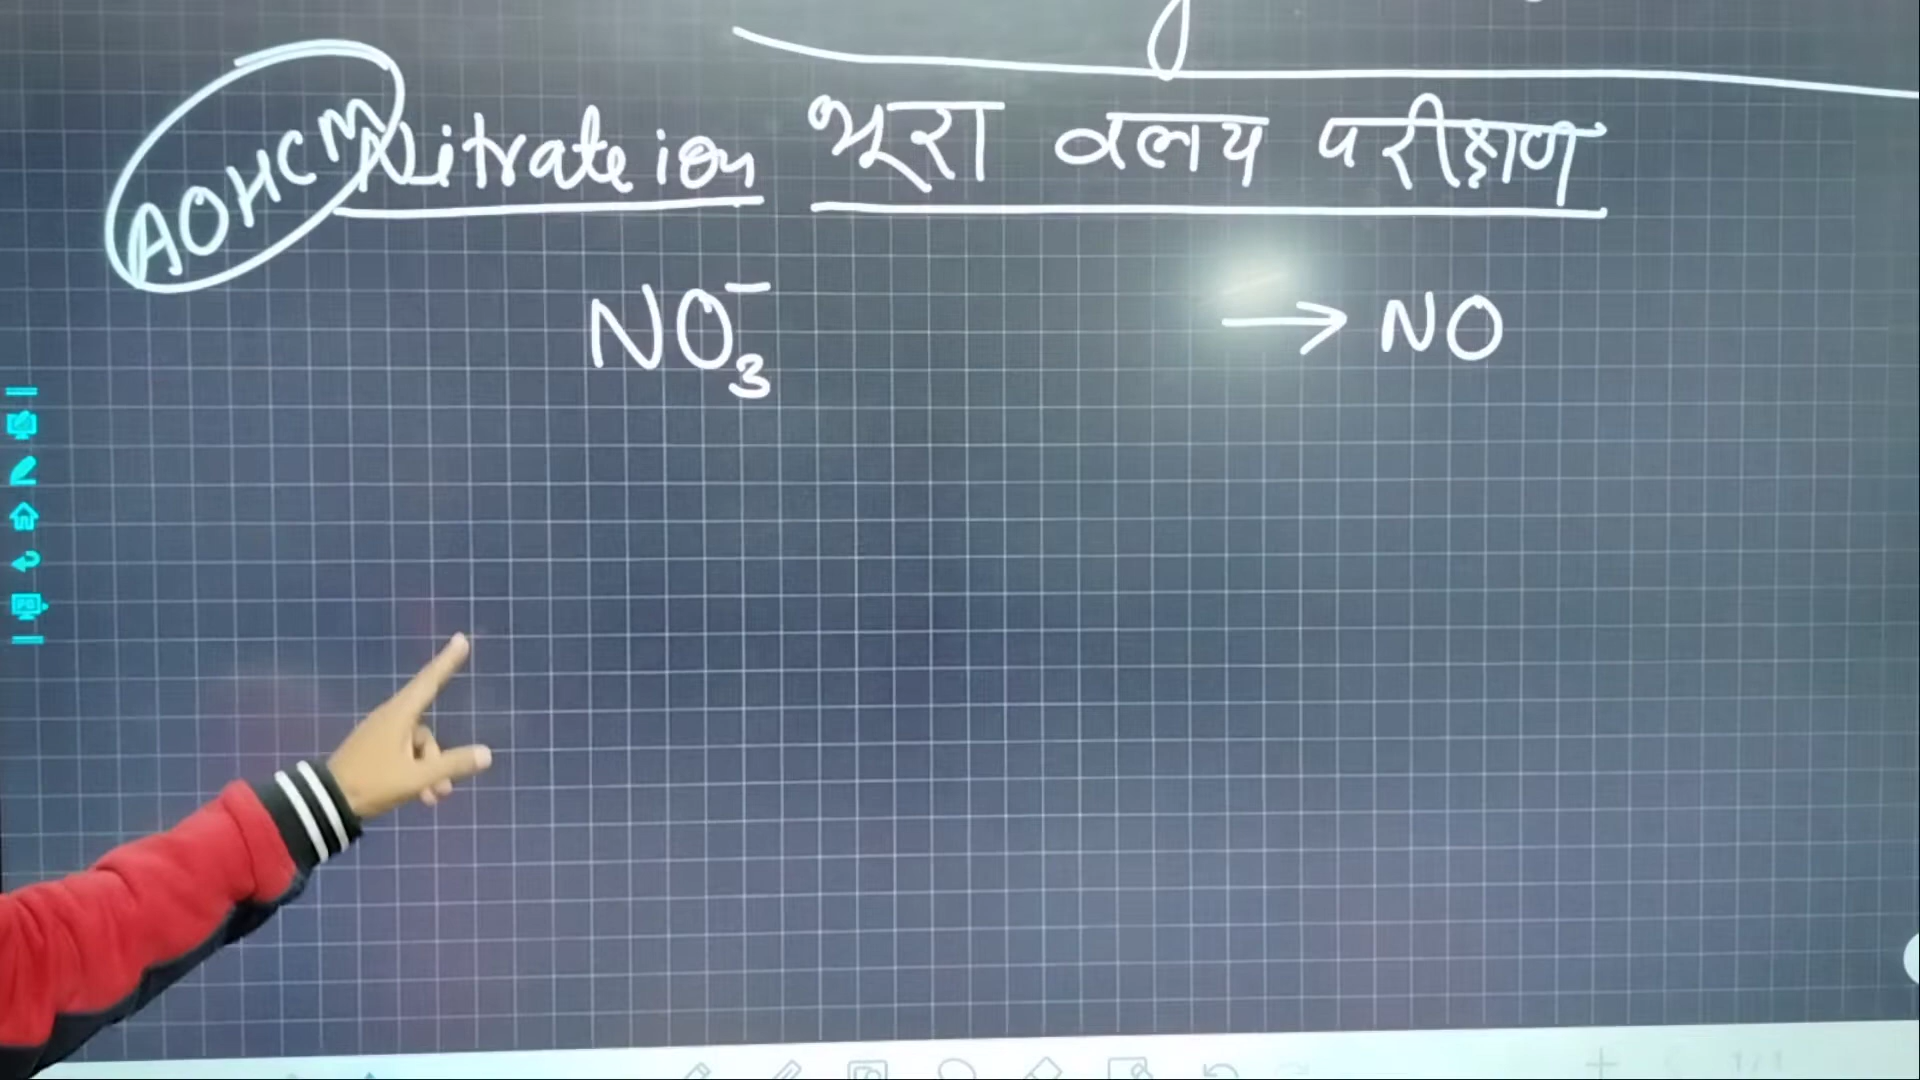 AOHCM
Nitrate ion भूरा वलय परीक्षण
NO₃⁻ → NO